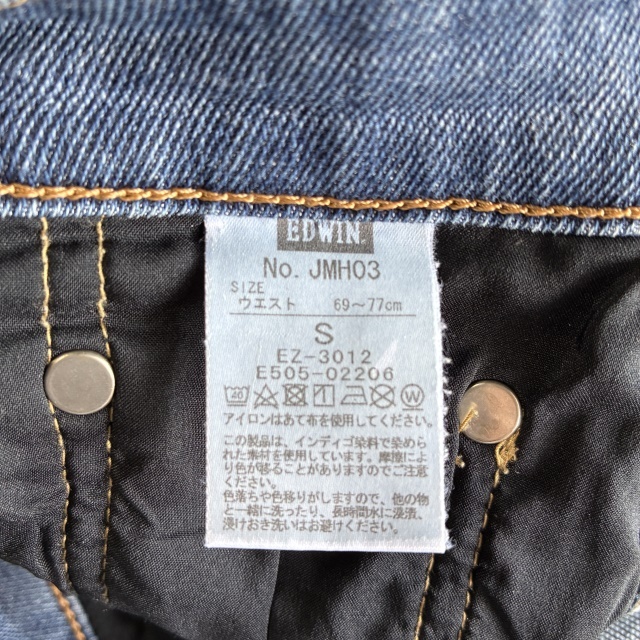 EDWIN
No. JMH03
SIZE
ウエスト 69～77cm
S
EZ-3012
E505-02206
アイロンはあて布を使用してください。
この製品は、インディゴ染料で染めら
れた素材を使用しています。摩擦によ
り色が移ることがありますのでご注意
ください。
色落ちや色移りがしますので、他の物
と一緒に洗ったり、長時間水に浸漬、
浸けおき洗いはお避けください。